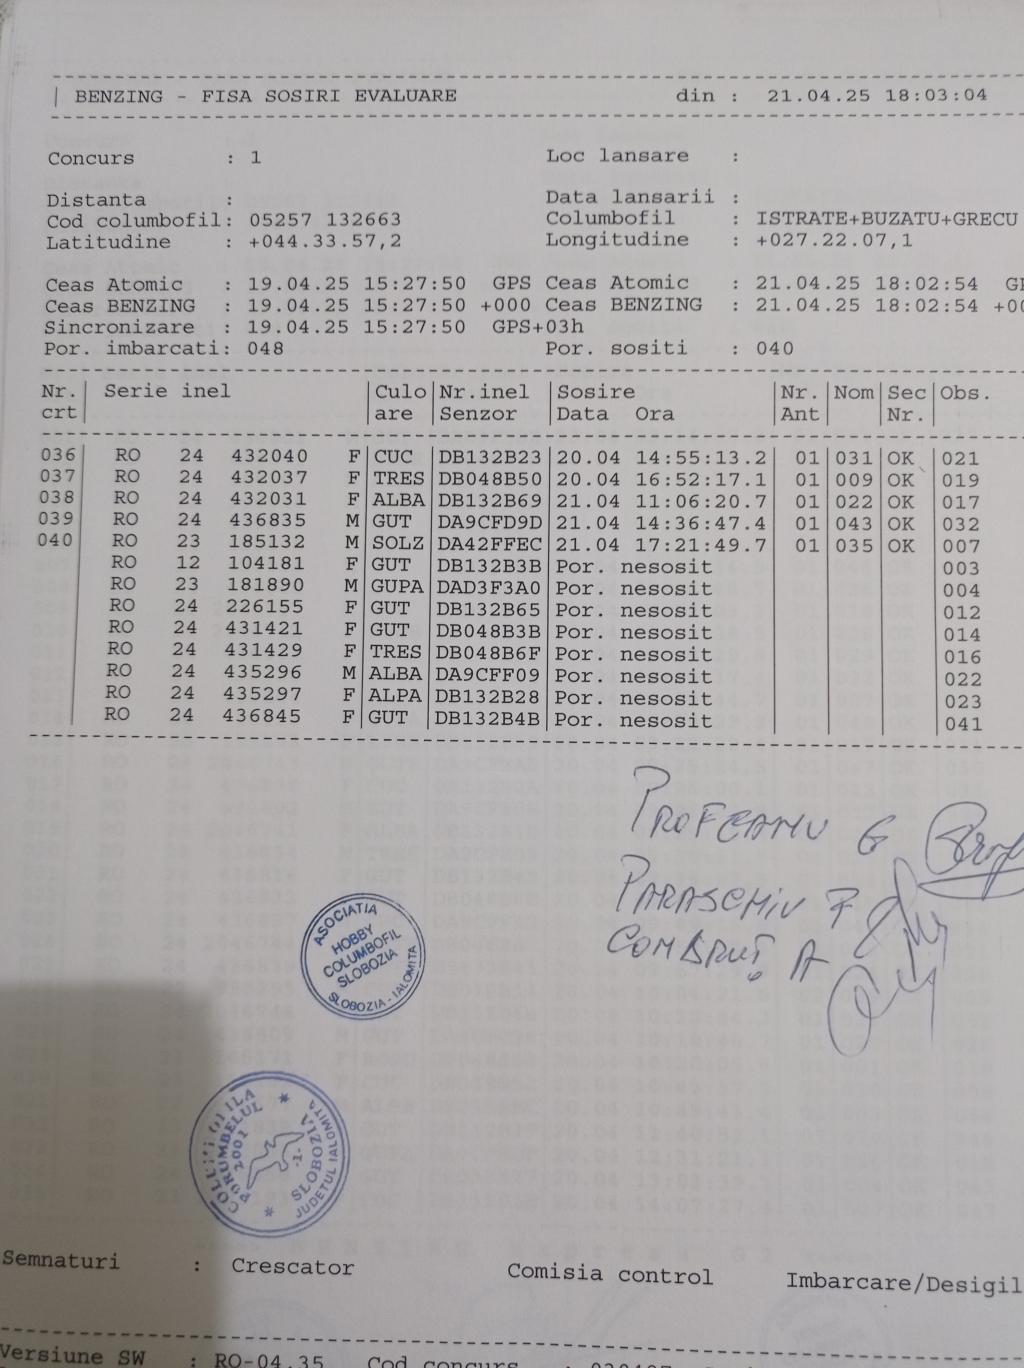 BENZING - FISA SOSIRI EVALUARE din : 21.04.25 18:03:04
Concurs : 1 Loc lansare :
Distanta : Data lansarii :
Cod columbofil: 05257 132663 Columbofil : ISTRATE+BUZATU+GRECU
Latitudine : +044.33.57,2 Longitudine : +027.22.07,1
Ceas Atomic : 19.04.25 15:27:50 GPS Ceas Atomic : 21.04.25 18:02:54
Ceas BENZING : 19.04.25 15:27:50 +000 Ceas BENZING : 21.04.25 18:02:54 +00
Sincronizare : 19.04.25 15:27:50 GPS+03h
Por. imbarcati: 048 Por. sositi : 040
Nr. Serie inel Culo Nr.inel Sosire Nr. Nom Sec Obs.
crt are Senzor Data Ora Ant Nr.
036 RO 24 432040 F CUC DB132B23 20.04 14:55:13.2 01 031 OK 021
037 RO 24 432037 F TRES DB048B50 20.04 16:52:17.1 01 009 OK 019
038 RO 24 432031 F ALBA DB132B69 21.04 11:06:20.7 01 022 OK 017
039 RO 24 436835 M GUT DA9CFD9D 21.04 14:36:47.4 01 043 OK 032
040 RO 23 185132 M SOLZ DA42FFEC 21.04 17:21:49.7 01 035 OK 007
RO 12 104181 F GUT DB132B3B Por. nesosit 003
RO 23 181890 M GUPA DAD3F3A0 Por. nesosit 004
RO 24 226155 F GUT DB132B65 Por. nesosit 012
RO 24 431421 F GUT DB048B3B Por. nesosit 014
RO 24 431429 F TRES DB048B6F Por. nesosit 016
RO 24 435296 M ALBA DA9CFF09 Por. nesosit 022
RO 24 435297 F ALPA DB132B28 Por. nesosit 023
RO 24 436845 F GUT DB132B4B Por. nesosit 041
PROFEANU G
PARASCHIV F
COMBRUȚ A
ASOCIATIA
HOBBY
COLUMBOFIL
SLOBOZIA
SLOBOZIA - IALOMITA
PORUMBELUL
2001
-1-
SLOBOZIA
JUDETUL IALOMITA
Semnaturi : Crescator Comisia control Imbarcare/Desigil
Versiune SW : RO-04.35 Cod concurs :